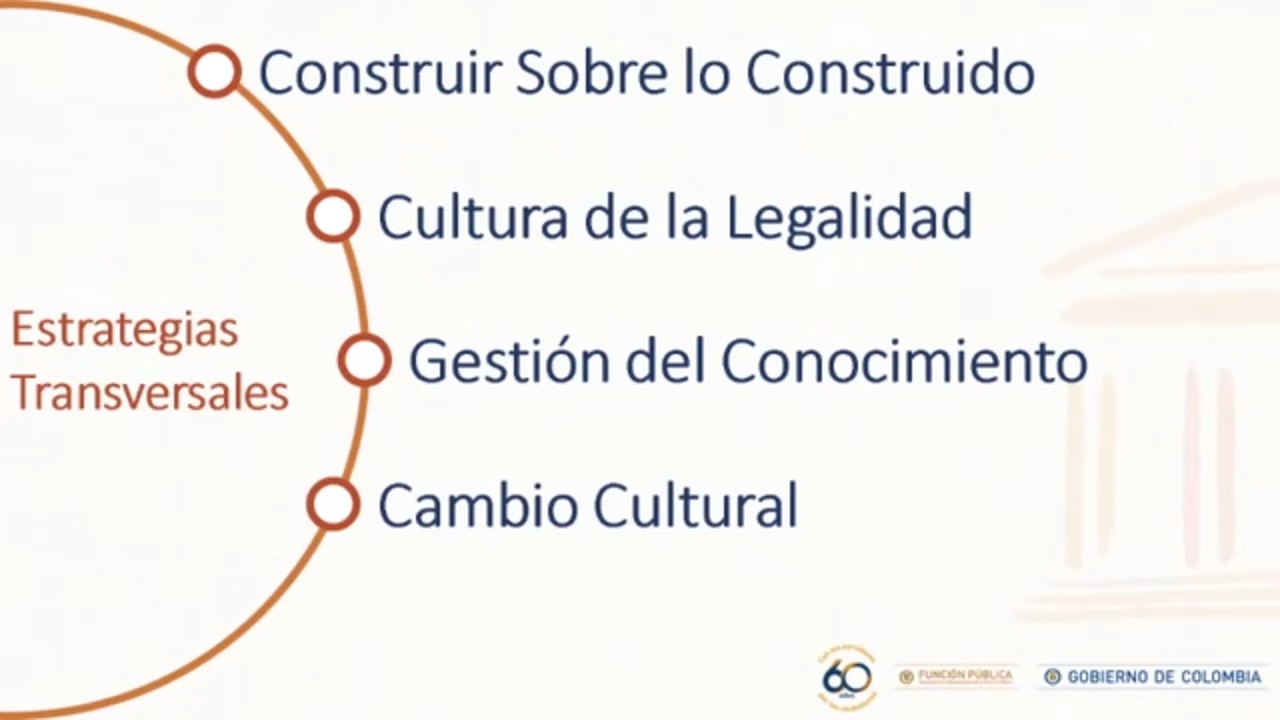 Construir Sobre lo Construido
Cultura de la Legalidad
Estrategias
Transversales
Gestión del Conocimiento
Cambio Cultural
60
años
FUNCIÓN PÚBLICA
GOBIERNO DE COLOMBIA